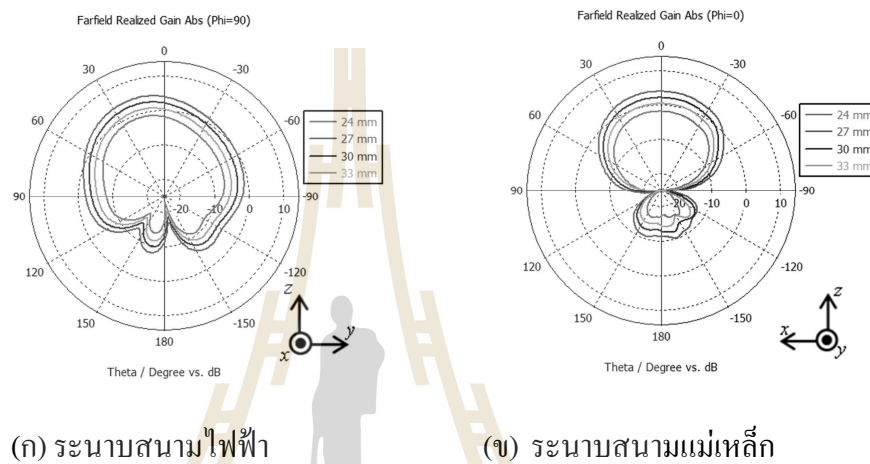 Farfield Realized Gain Abs (Phi=90)
0
30
-30
60
-60
90
-90
-20
-10
0
10
120
-120
150
-150
180
24 mm
27 mm
30 mm
33 mm
z
x
y
Theta / Degree vs. dB
(ก) ระนาบสนามไฟฟ้า
Farfield Realized Gain Abs (Phi=0)
0
30
-30
60
-60
90
-90
-20
-10
0
10
120
-120
150
-150
180
24 mm
27 mm
30 mm
33 mm
z
x
y
Theta / Degree vs. dB
(ข) ระนาบสนามแม่เหล็ก